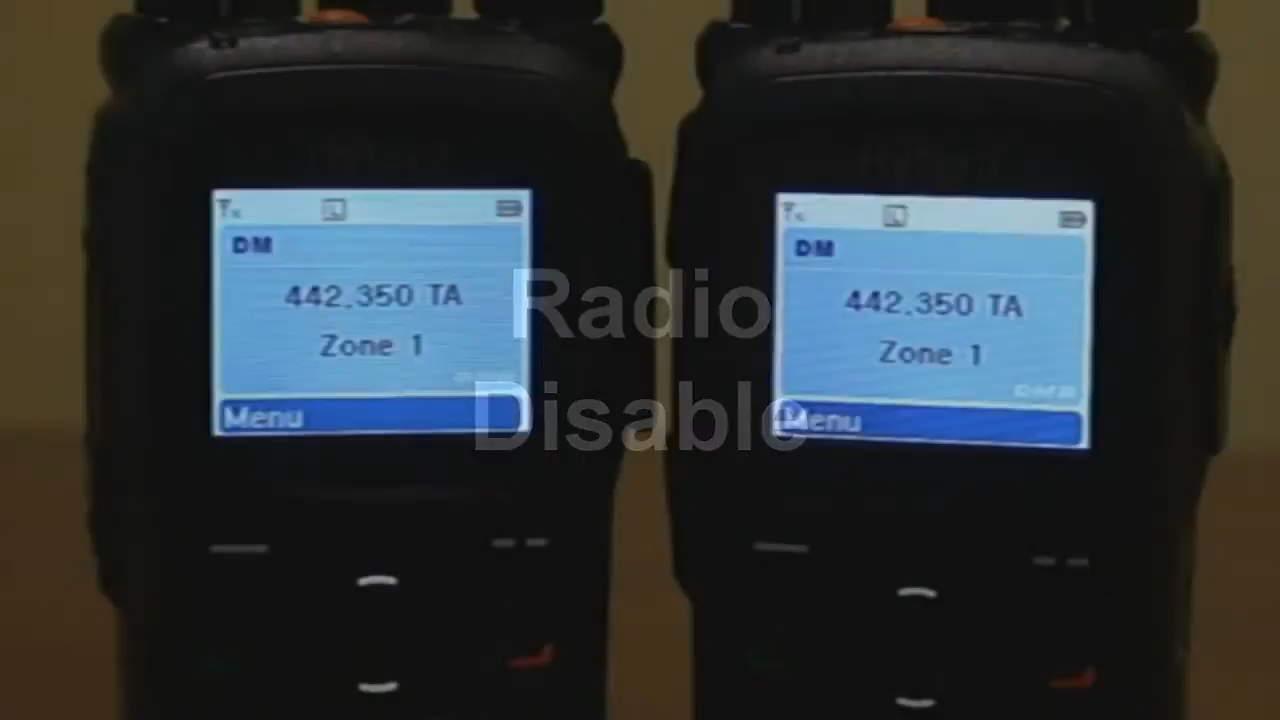 DM
442.350 TA
Zone 1
Menu
DM
442.350 TA
Zone 1
Menu
Radio
Disable